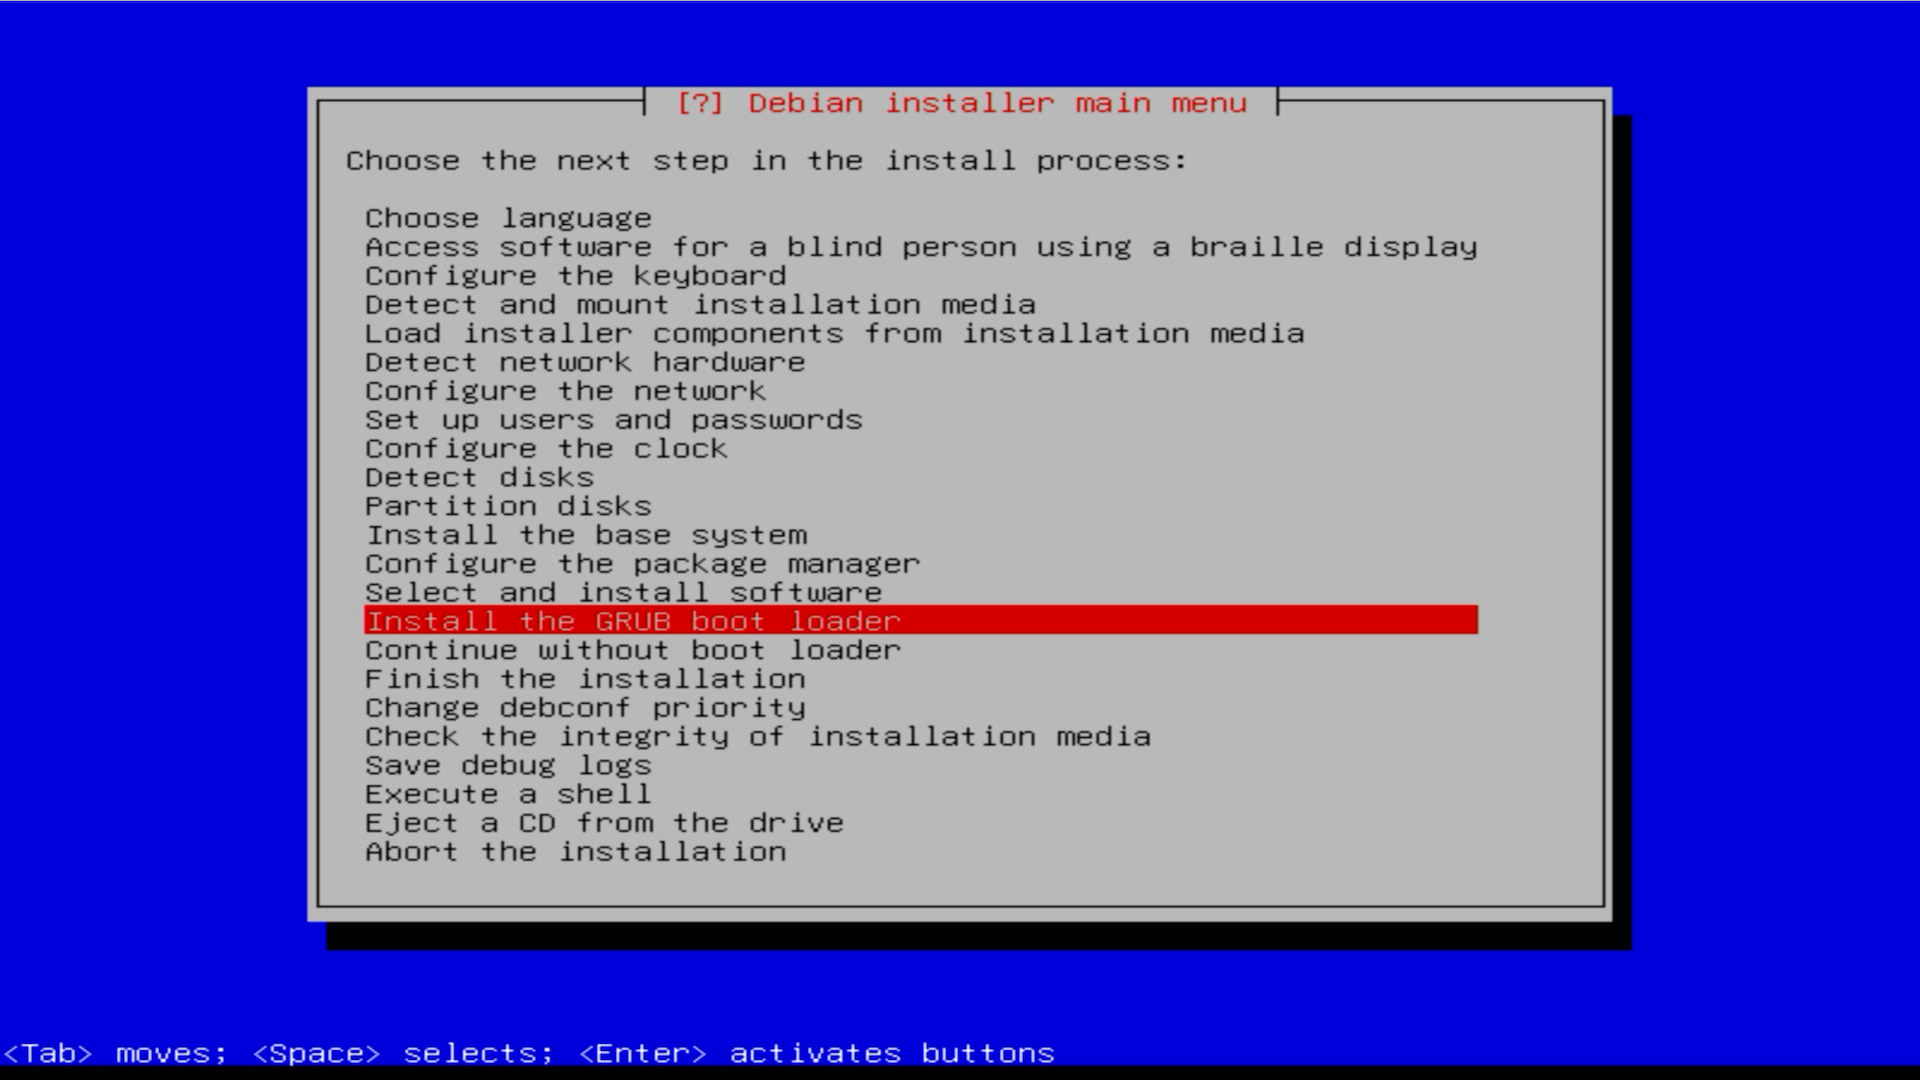 [?] Debian installer main menu
Choose the next step in the install process:
Choose language
Access software for a blind person using a braille display
Configure the keyboard
Detect and mount installation media
Load installer components from installation media
Detect network hardware
Configure the network
Set up users and passwords
Configure the clock
Detect disks
Partition disks
Install the base system
Configure the package manager
Select and install software
Install the GRUB boot loader
Continue without boot loader
Finish the installation
Change debconf priority
Check the integrity of installation media
Save debug logs
Execute a shell
Eject a CD from the drive
Abort the installation
<Tab> moves; <Space> selects; <Enter> activates buttons